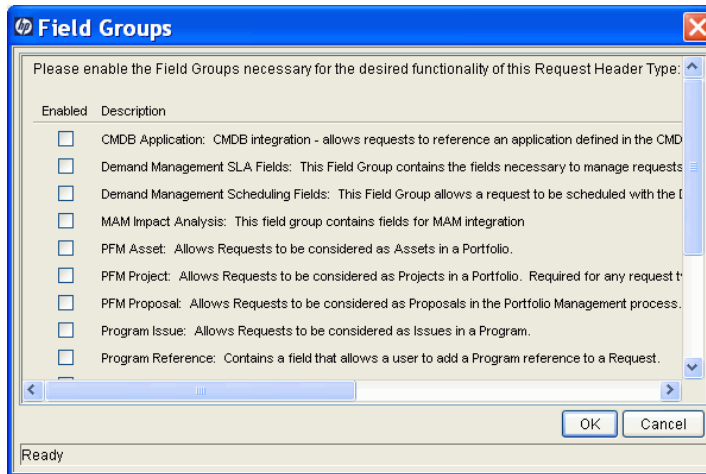 hp Field Groups
Please enable the Field Groups necessary for the desired functionality of this Request Header Type:
Enabled Description
CMDB Application: CMDB integration - allows requests to reference an application defined in the CMD
Demand Management SLA Fields: This Field Group contains the fields necessary to manage requests
Demand Management Scheduling Fields: This Field Group allows a request to be scheduled with the D
MAM Impact Analysis: This field group contains fields for MAM integration
PFM Asset: Allows Requests to be considered as Assets in a Portfolio.
PFM Project: Allows Requests to be considered as Projects in a Portfolio. Required for any request ty
PFM Proposal: Allows Requests to be considered as Proposals in the Portfolio Management process.
Program Issue: Allows Requests to be considered as Issues in a Program.
Program Reference: Contains a field that allows a user to add a Program reference to a Request.
OK Cancel
Ready